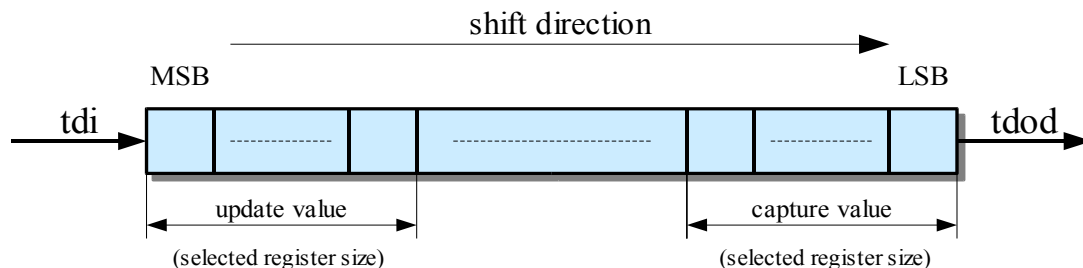 shift direction
MSB
LSB
tdi
tdod
update value
capture value
(selected register size)
(selected register size)